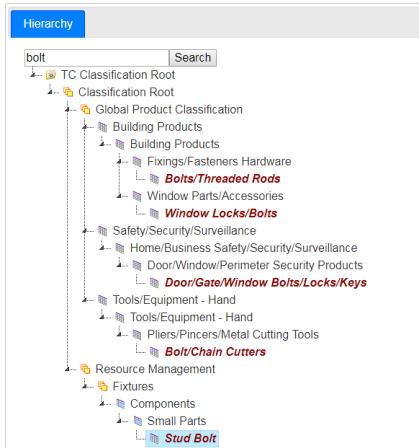 Hierarchy
bolt Search
TC Classification Root
Classification Root
Global Product Classification
Building Products
Building Products
Fixings/Fasteners Hardware
Bolts/Threaded Rods
Window Parts/Accessories
Window Locks/Bolts
Safety/Security/Surveillance
Home/Business Safety/Security/Surveillance
Door/Window/Perimeter Security Products
Door/Gate/Window Bolts/Locks/Keys
Tools/Equipment - Hand
Tools/Equipment - Hand
Pliers/Pincers/Metal Cutting Tools
Bolt/Chain Cutters
Resource Management
Fixtures
Components
Small Parts
Stud Bolt